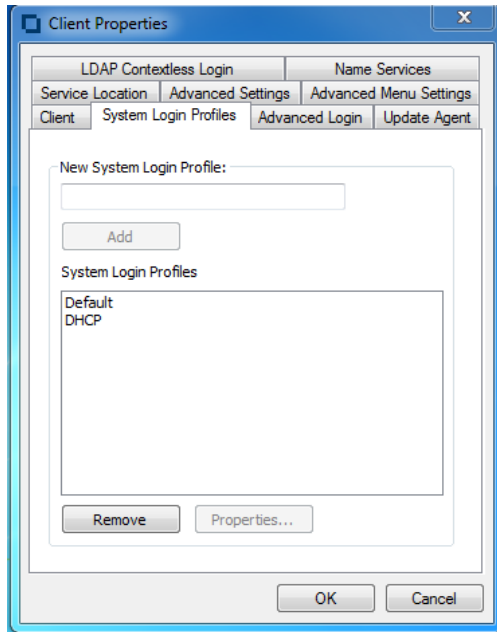 Client Properties
x
LDAP Contextless Login Name Services
Service Location Advanced Settings Advanced Menu Settings
Client System Login Profiles Advanced Login Update Agent
New System Login Profile:
Add
System Login Profiles
Default
DHCP
Remove Properties...
OK Cancel